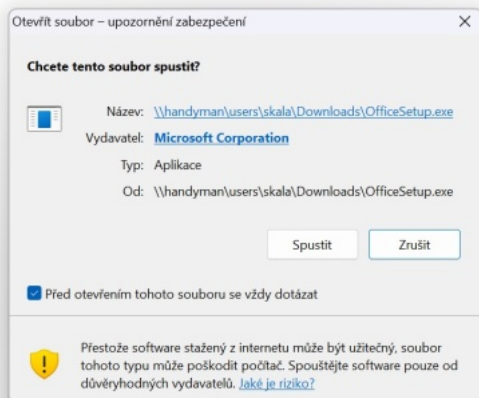 Otevřít soubor – upozornění zabezpečení
Chcete tento soubor spustit?
Název: \\handyman\users\skala\Downloads\OfficeSetup.exe
Vydavatel: Microsoft Corporation
Typ: Aplikace
Od: \\handyman\users\skala\Downloads\OfficeSetup.exe
Spustit Zrušit
Před otevřením tohoto souboru se vždy dotázat
Přestože software stažený z internetu může být užitečný, soubor
tohoto typu může poškodit počítač. Spouštějte software pouze od
důvěryhodných vydavatelů. Jaké je riziko?